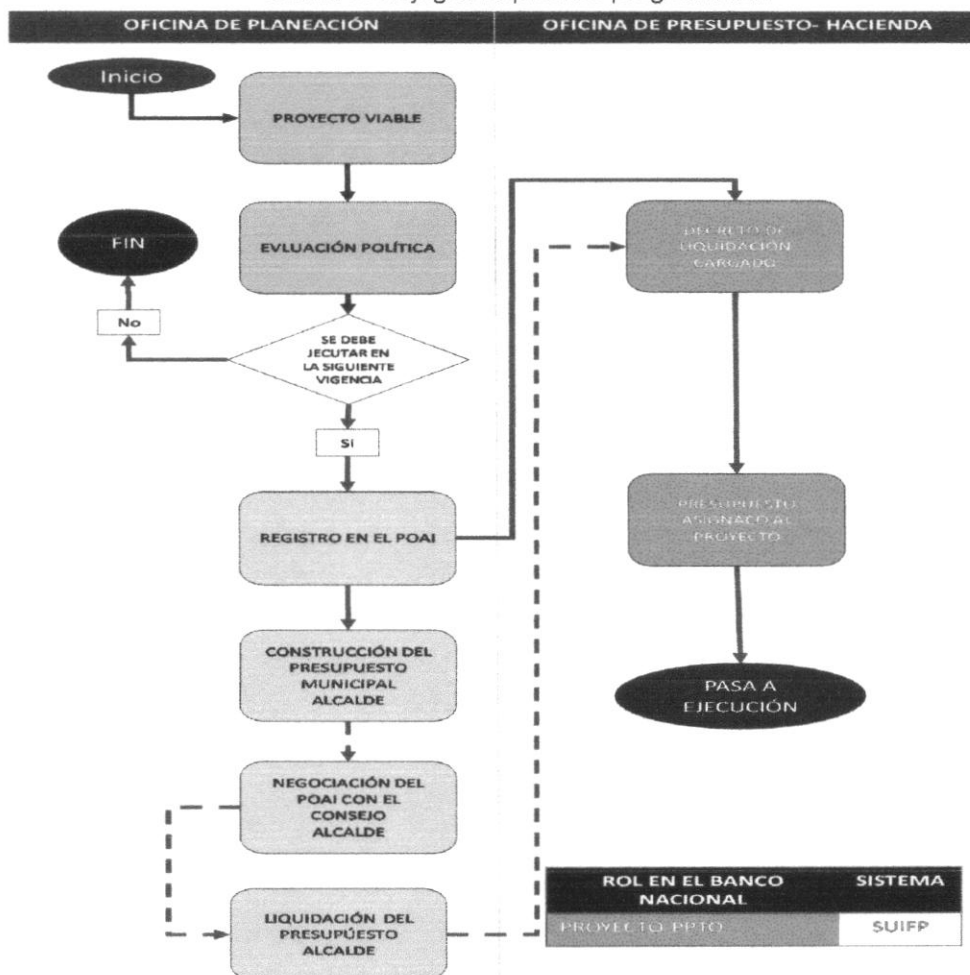 OFICINA DE PLANEACIÓN
OFICINA DE PRESUPUESTO- HACIENDA
Inicio
PROYECTO VIABLE
EVLUACIÓN POLÍTICA
FIN
No
SE DEBE
JECUTAR EN
LA SIGUIENTE
VIGENCIA
Si
REGISTRO EN EL POAI
CONSTRUCCIÓN DEL
PRESUPUESTO
MUNICIPAL
ALCALDE
NEGOCIACIÓN DEL
POAI CON EL
CONSEJO
ALCALDE
LIQUIDACIÓN DEL
PRESUPÚESTO
ALCALDE
DECRETO DE
LIQUIDACIÓN
CARGADO
PRESUPUESTO
ASIGNACO AL
PROYECTO
PASA A
EJECUCIÓN
ROL EN EL BANCO
NACIONAL
SISTEMA
PROYECTO PPTO
SUIFP